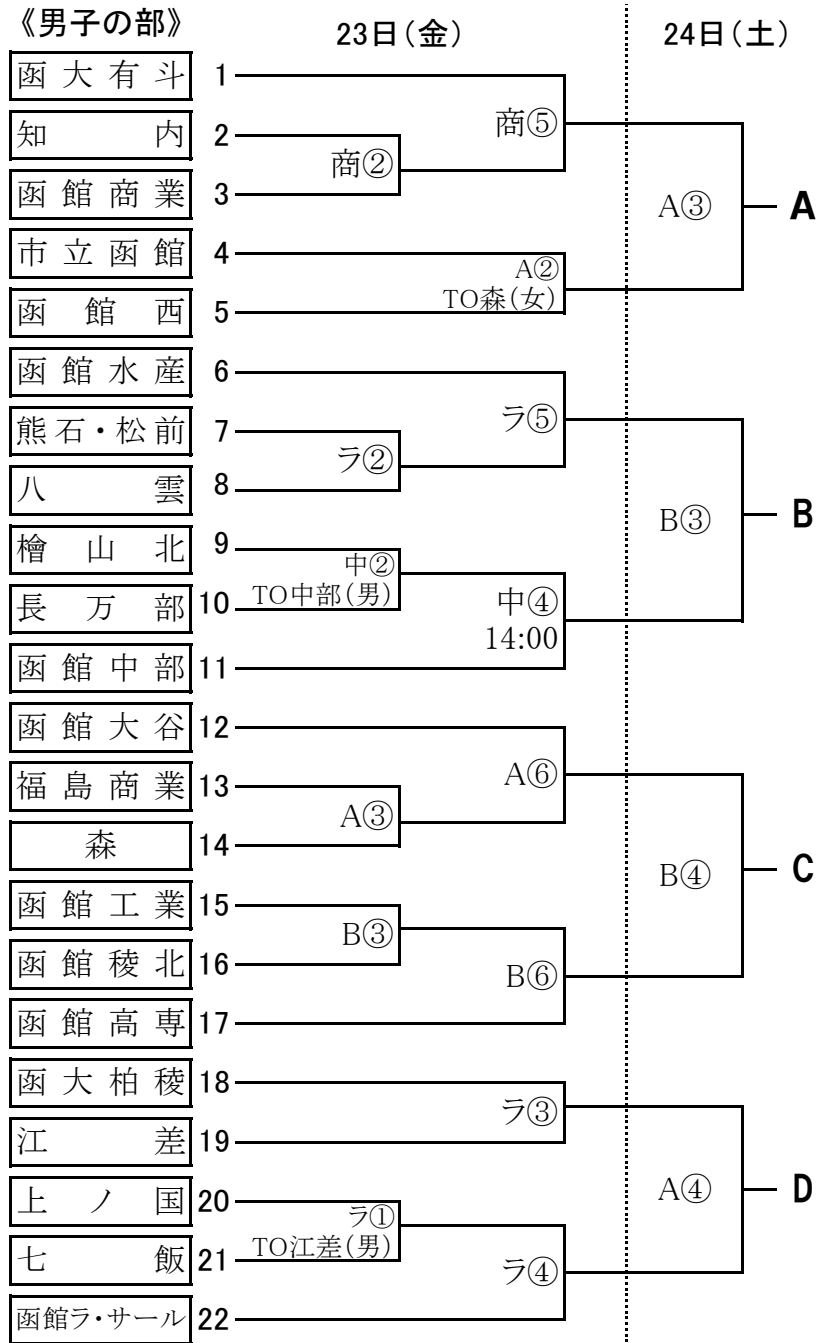 《男子の部》 23日(金) 24日(土)
函大有斗 1
商⑤
知内 2
商②
函館商業 3
A③ A
市立函館 4
A②
TO森(女)
函館西 5
函館水産 6
ラ⑤
熊石・松前 7
ラ②
八雲 8
B③ B
檜山北 9
中②
TO中部(男)
長万部 10
中④
14:00
函館中部 11
函館大谷 12
A⑥
福島商業 13
A③
森 14
B④ C
函館工業 15
B③
函館稜北 16
B⑥
函館高専 17
函大柏稜 18
ラ③
江差 19
A④ D
上ノ国 20
ラ①
TO江差(男)
七飯 21
ラ④
函館ラ・サール 22